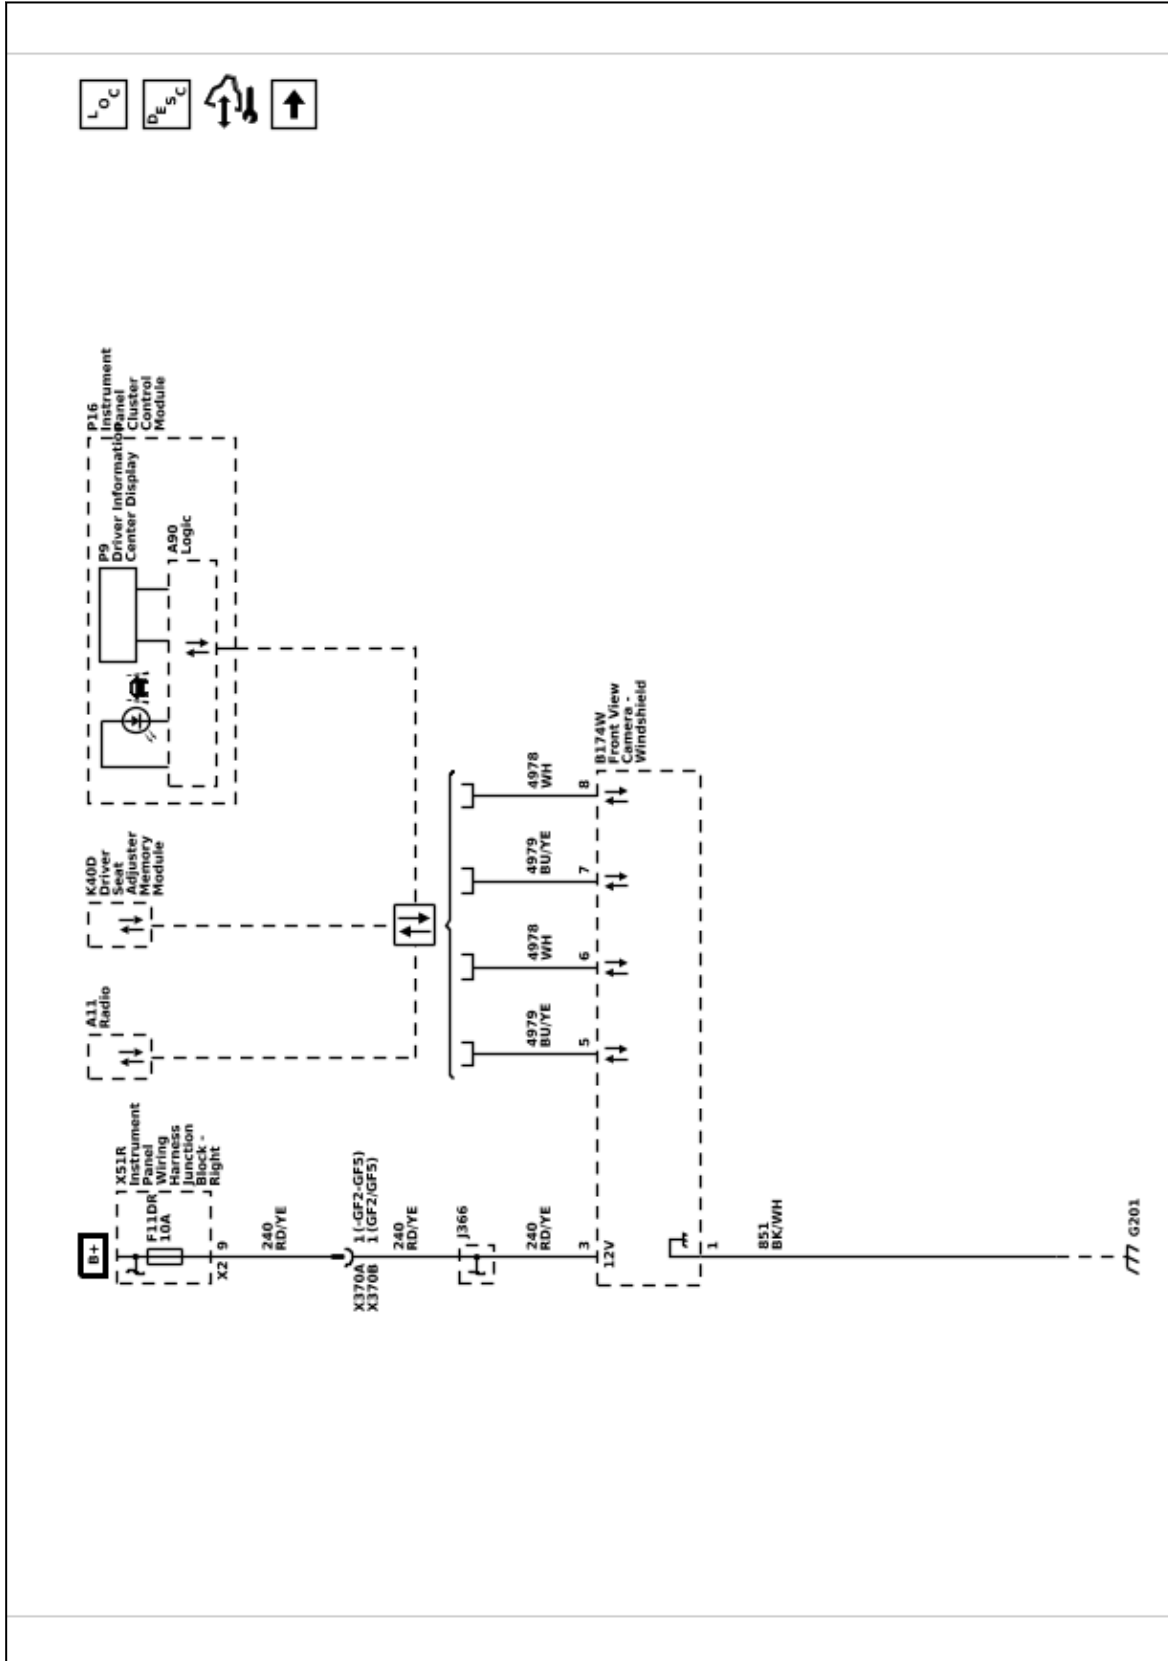 LOC
DESC
B+
X51R
Instrument
Panel
Wiring
Harness
Junction
Block -
Right
F11DR
10A
X2
9
240
RD/YE
X370A
X370B
1 (-GF2-GF5)
1 (GF2/GF5)
240
RD/YE
J366
240
RD/YE
3
12V
1
851
BK/WH
G201
A11
Radio
K40D
Driver
Seat
Adjuster
Memory
Module
P16
Instrument
Panel
Cluster
Control
Module
P9
Driver Information
Center Display
A90
Logic
4979
BU/YE
5
4978
WH
6
4979
BU/YE
7
4978
WH
8
B174W
Front View
Camera -
Windshield